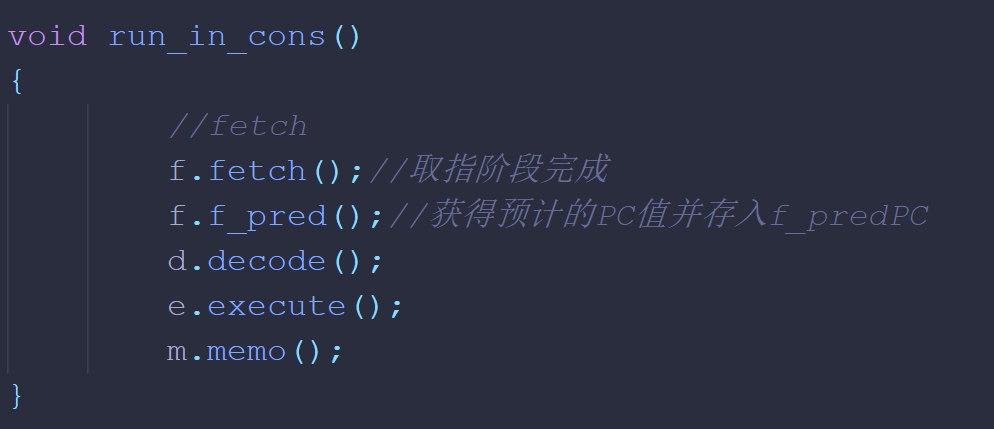 void run_in_cons()
{
//fetch
f.fetch();//取指阶段完成
f.f_pred();//获得预计的PC值并存入f_predPC
d.decode();
e.execute();
m.memo();
}